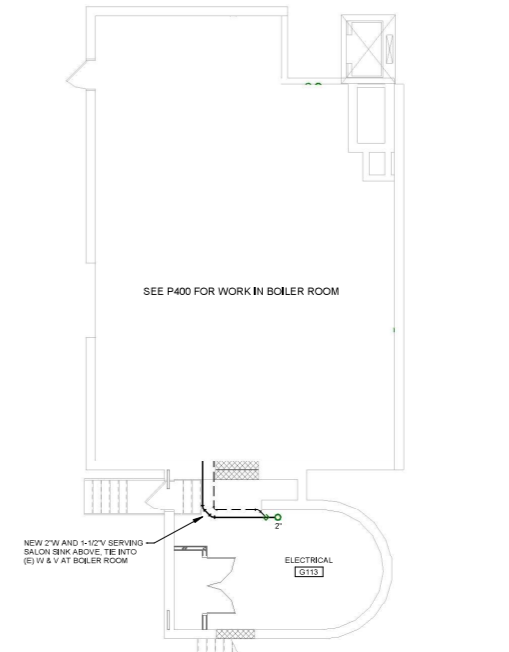 SEE P400 FOR WORK IN BOILER ROOM
2"
NEW 2"W AND 1-1/2"V SERVING
SALON SINK ABOVE, TIE INTO
(E) W & V AT BOILER ROOM
ELECTRICAL
G113